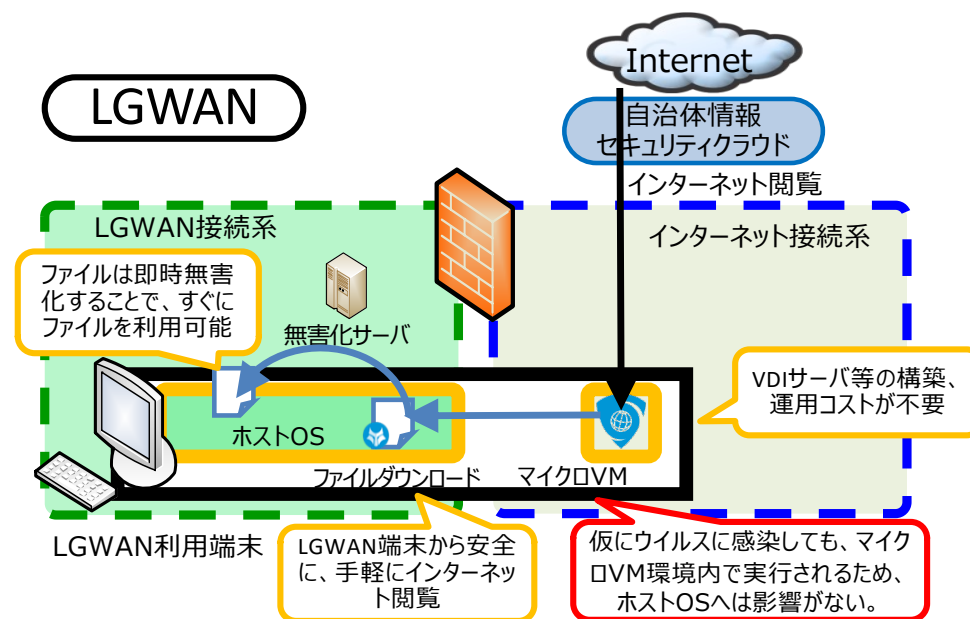 Internet
LGWAN
自治体情報
セキュリティクラウド
インターネット閲覧
LGWAN接続系
インターネット接続系
ファイルは即時無害
化することで、すぐに
ファイルを利用可能
無害化サーバ
VDIサーバ等の構築、
運用コストが不要
ホストOS
ファイルダウンロード
マイクロVM
LGWAN利用端末
LGWAN端末から安全
に、手軽にインターネッ
ト閲覧
仮にウイルスに感染しても、マイク
ロVM環境内で実行されるため、
ホストOSへは影響がない。